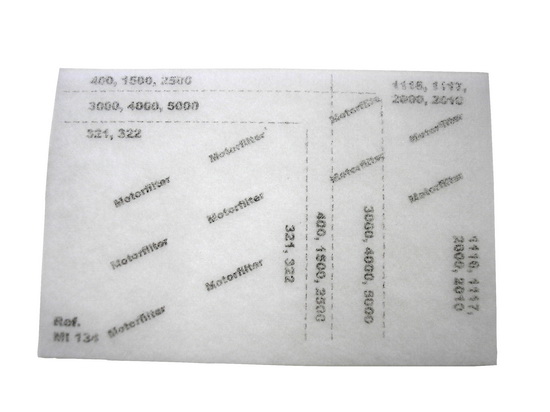 400, 1500, 2500
3000, 4000, 5000
321, 322
1116, 1117,
2000, 2010
Motorfilter
Motorfilter
Motorfilter
Motorfilter
Motorfilter
Motorfilter
Motorfilter
Motorfilter
Motorfilter
Motorfilter
321, 322
400, 1500, 2500
3000, 4000, 5000
1116, 1117,
2000, 2010
Ref.
MI 134